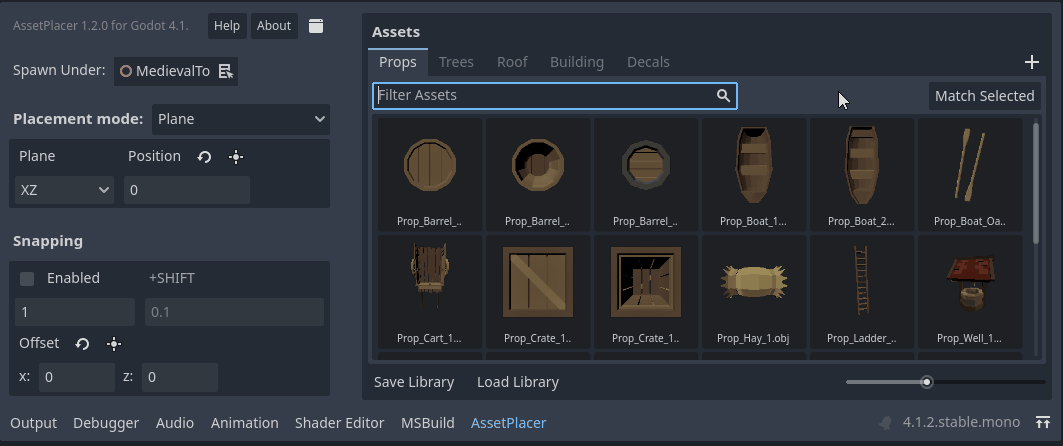 AssetPlacer 1.2.0 for Godot 4.1.
Help
About
Spawn Under:
MedievalTo
Placement mode:
Plane
Plane
Position
XZ
0
Snapping
Enabled
+SHIFT
1
0.1
Offset
x:
0
z:
0
Assets
Props
Trees
Roof
Building
Decals
Filter Assets
Match Selected
Prop_Barrel_..
Prop_Barrel_..
Prop_Barrel_..
Prop_Boat_1...
Prop_Boat_2...
Prop_Boat_Oa..
Prop_Cart_1...
Prop_Crate_1..
Prop_Crate_1..
Prop_Hay_1.obj
Prop_Ladder_..
Prop_Well_1...
Save Library
Load Library
Output
Debugger
Audio
Animation
Shader Editor
MSBuild
AssetPlacer
4.1.2.stable.mono